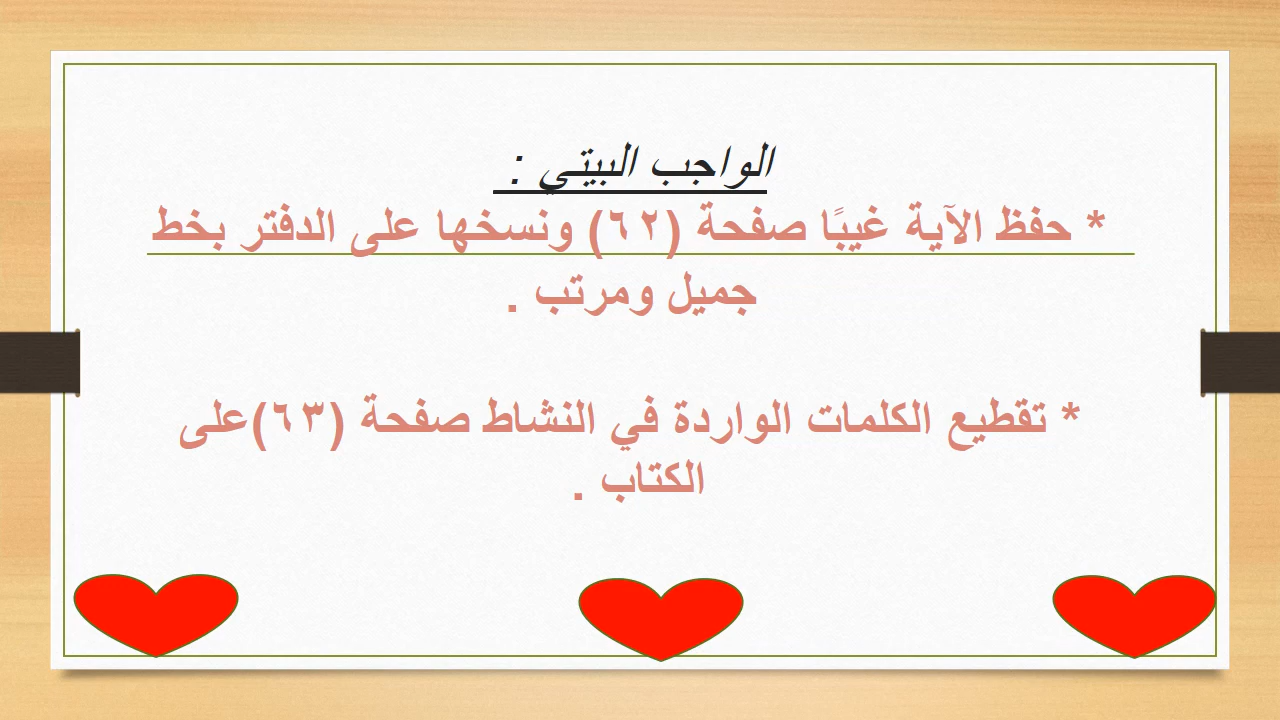 الواجب البيتي :
* حفظ الآية غيبًا صفحة (٦٢) ونسخها على الدفتر بخط
جميل ومرتب .
* تقطيع الكلمات الواردة في النشاط صفحة (٦٣)على
الكتاب .